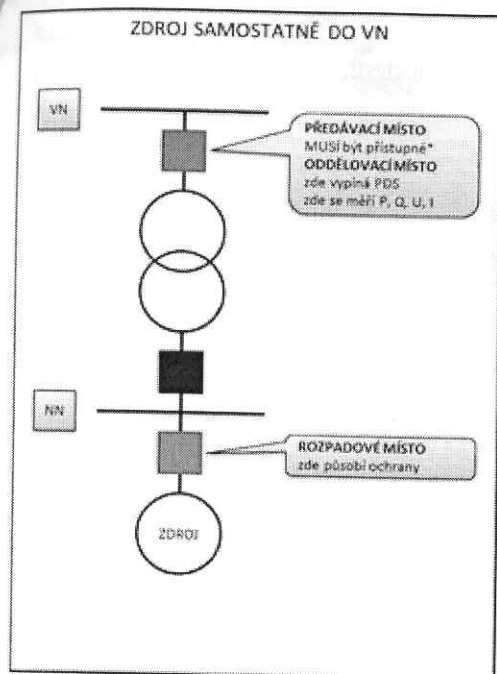 ZDROJ SAMOSTATNĚ DO VN
VN
PŘEDÁVACÍ MÍSTO
MUSÍ být přístupné*
ODDĚLOVACÍ MÍSTO
zde vypíná PDS
zde se měří P, Q, U, I
NN
ROZPADOVÉ MÍSTO
zde působí ochrany
ZDROJ